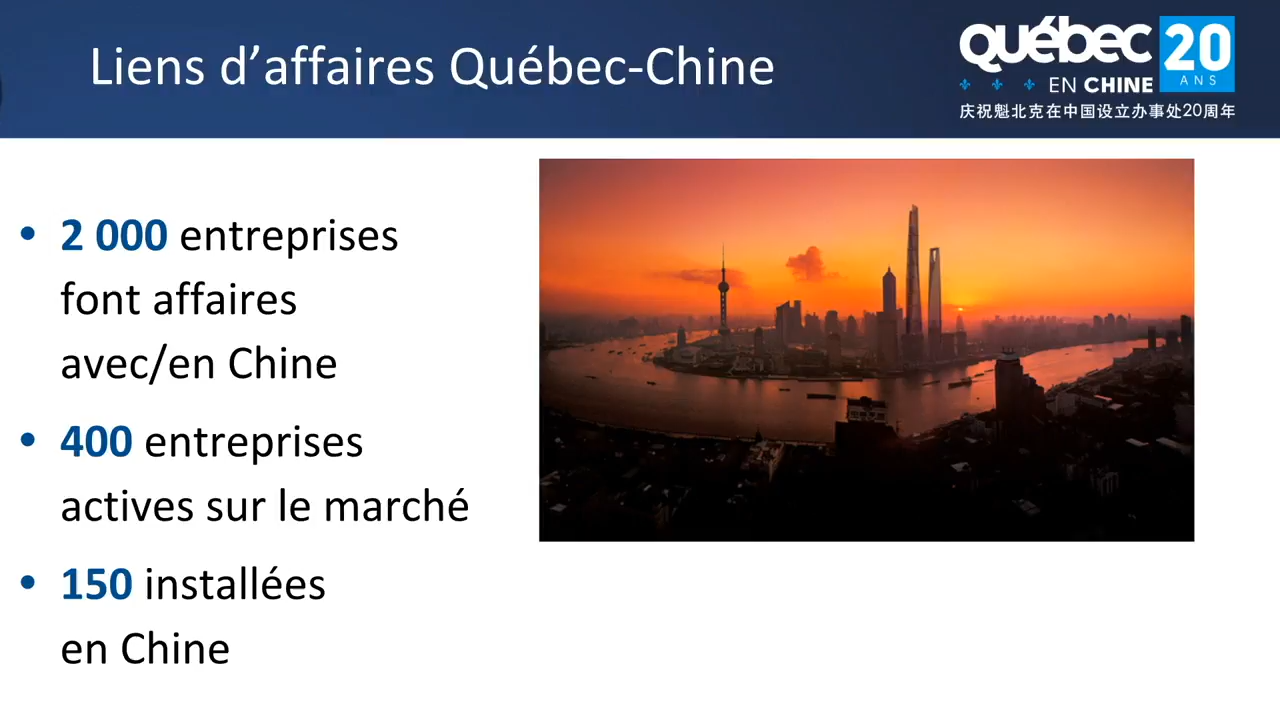 Liens d’affaires Québec-Chine
québec 20
ANS
EN CHINE
庆祝魁北克在中国设立办事处20周年
• 2 000 entreprises
font affaires
avec/en Chine
• 400 entreprises
actives sur le marché
• 150 installées
en Chine